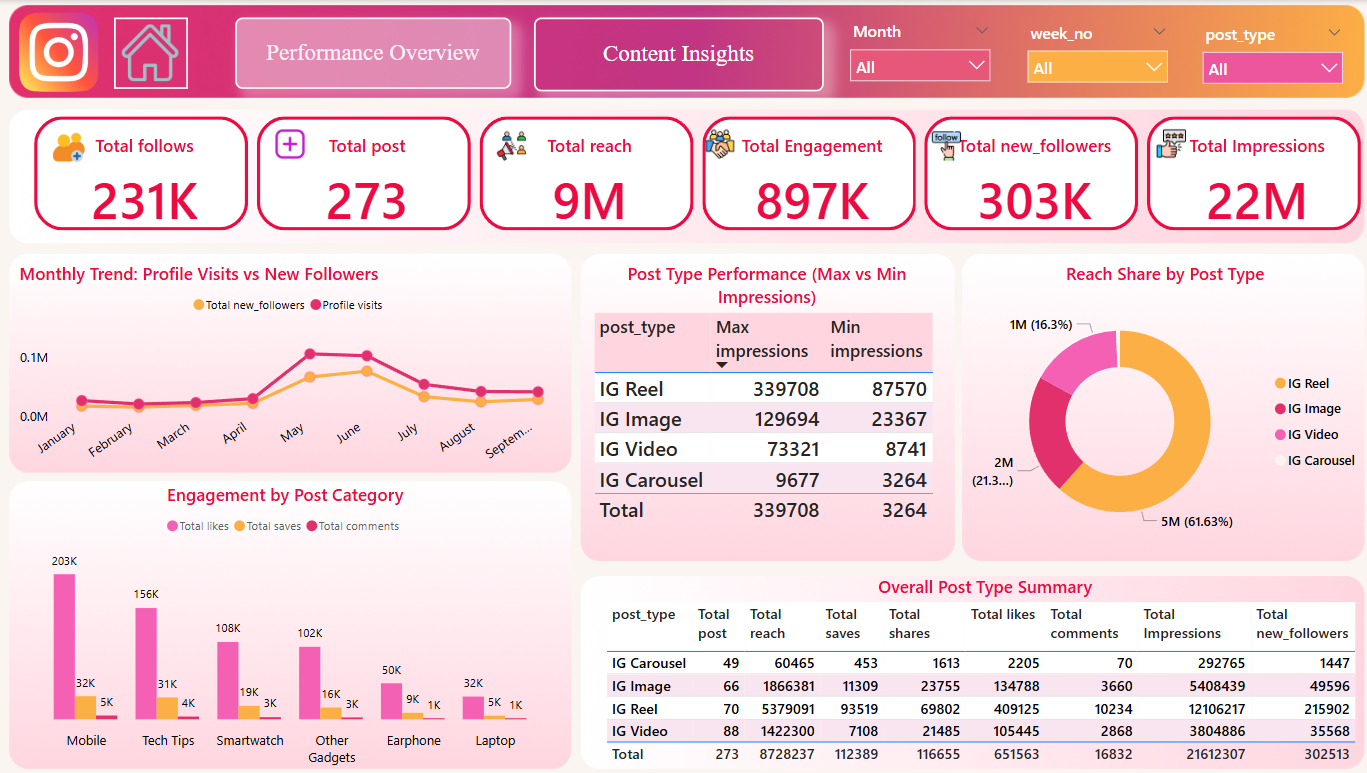 Performance Overview
Content Insights
Month
All
week_no
All
post_type
All
Total follows
231K
Total post
273
Total reach
9M
Total Engagement
897K
follow
Total new_followers
303K
Total Impressions
22M
Monthly Trend: Profile Visits vs New Followers
Total new_followers Profile visits
0.1M
0.0M
January February March April May June July August Septem...
Post Type Performance (Max vs Min
Impressions)
post_type Max impressions Min impressions
IG Reel 339708 87570
IG Image 129694 23367
IG Video 73321 8741
IG Carousel 9677 3264
Total 339708 3264
Reach Share by Post Type
1M (16.3%)
2M
(21.3...)
5M (61.63%)
IG Reel
IG Image
IG Video
IG Carousel
Engagement by Post Category
Total likes Total saves Total comments
203K 32K 5K
156K 31K 4K
108K 19K 3K
102K 16K 3K
50K 9K 1K
32K 5K 1K
Mobile Tech Tips Smartwatch Other Gadgets Earphone Laptop
Overall Post Type Summary
post_type Total post Total reach Total saves Total shares Total likes Total comments Total Impressions Total new_followers
IG Carousel 49 60465 453 1613 2205 70 292765 1447
IG Image 66 1866381 11309 23755 134788 3660 5408439 49596
IG Reel 70 5379091 93519 69802 409125 10234 12106217 215902
IG Video 88 1422300 7108 21485 105445 2868 3804886 35568
Total 273 8728237 112389 116655 651563 16832 21612307 302513